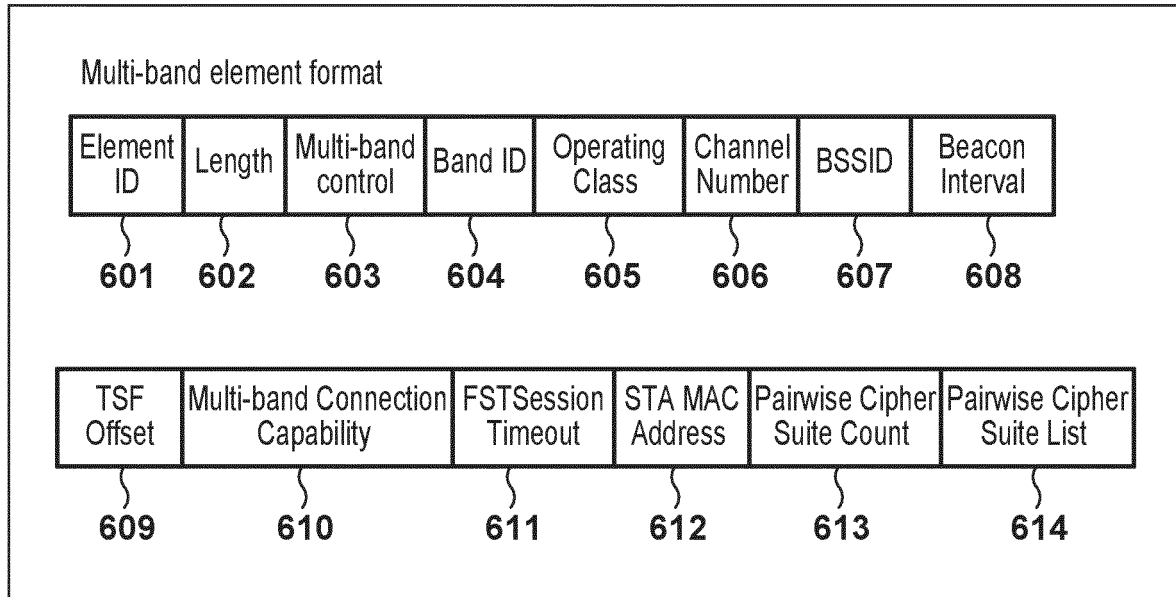 Multi-band element format
Element ID
Length
Multi-band control
Band ID
Operating Class
Channel Number
BSSID
Beacon Interval
601
602
603
604
605
606
607
608
TSF Offset
Multi-band Connection Capability
FSTSession Timeout
STA MAC Address
Pairwise Cipher Suite Count
Pairwise Cipher Suite List
609
610
611
612
613
614